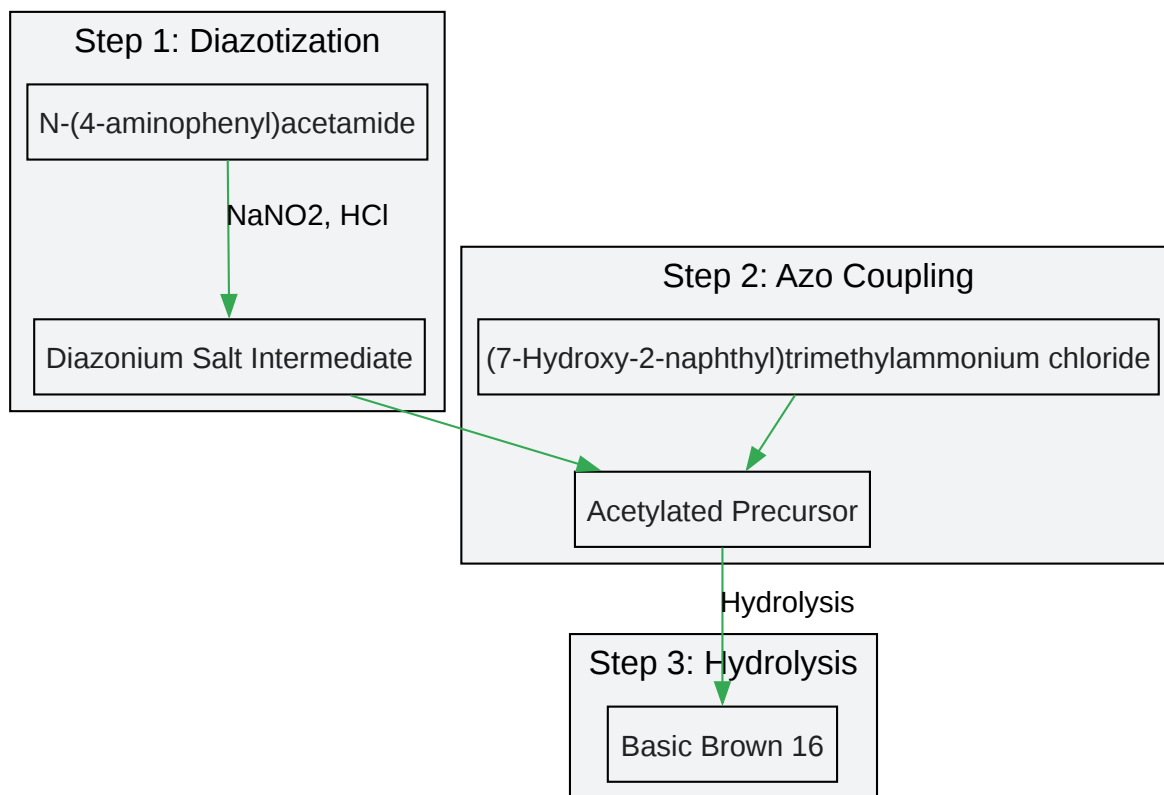 Step 1: Diazotization
N-(4-aminophenyl)acetamide
NaNO2, HCl
Diazonium Salt Intermediate
Step 2: Azo Coupling
(7-Hydroxy-2-naphthyl)trimethylammonium chloride
Acetylated Precursor
Hydrolysis
Step 3: Hydrolysis
Basic Brown 16